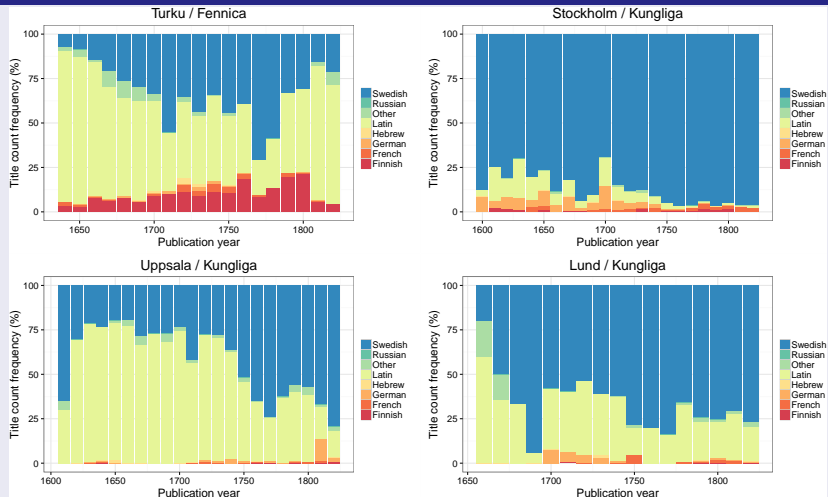 Turku / Fennica
Title count frequency (%)
100
75
50
25
0
1650
1700
1750
1800
Publication year
Swedish
Russian
Other
Latin
Hebrew
German
French
Finnish
Stockholm / Kungliga
Title count frequency (%)
100
75
50
25
0
1600
1650
1700
1750
1800
Publication year
Swedish
Russian
Other
Latin
Hebrew
German
French
Finnish
Uppsala / Kungliga
Title count frequency (%)
100
75
50
25
0
1600
1650
1700
1750
1800
Publication year
Swedish
Russian
Other
Latin
Hebrew
German
French
Finnish
Lund / Kungliga
Title count frequency (%)
100
75
50
25
0
1650
1700
1750
1800
Publication year
Swedish
Russian
Other
Latin
Hebrew
German
French
Finnish